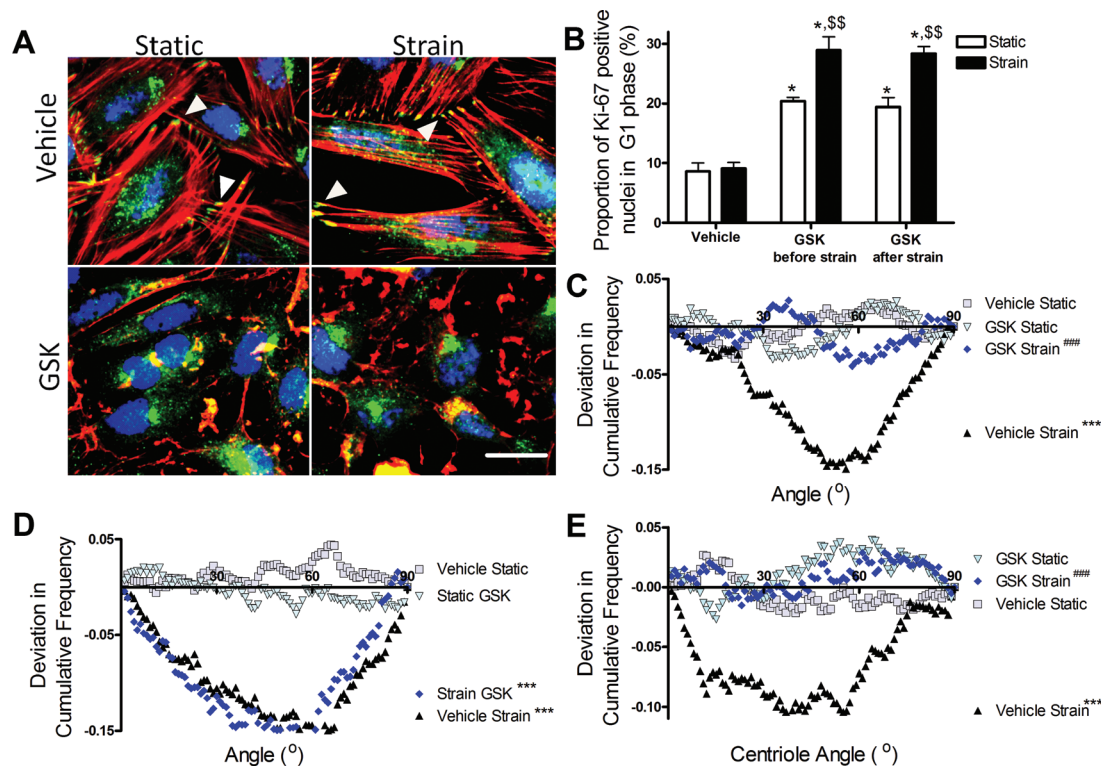 A
Static
Strain
Vehicle
GSK
B
Proportion of Ki-67 positive
nuclei in G1 phase (%)
30
20
10
0
*
*,$$
*
*,$$
Static
Strain
Vehicle
GSK
before strain
GSK
after strain
C
Deviation in
Cumulative Frequency
0.05
-0.05
-0.15
30
60
90
Vehicle Static
GSK Static
GSK Strain ###
Vehicle Strain ***
Angle (o)
D
Deviation in
Cumulative Frequency
0.05
-0.05
-0.15
30
60
90
Vehicle Static
Static GSK
Strain GSK ***
Vehicle Strain ***
Angle (o)
E
Deviation in
Cumulative Frequency
0.05
-0.00
-0.05
-0.10
30
60
90
GSK Static
GSK Strain ###
Vehicle Static
Vehicle Strain***
Centriole Angle (o)